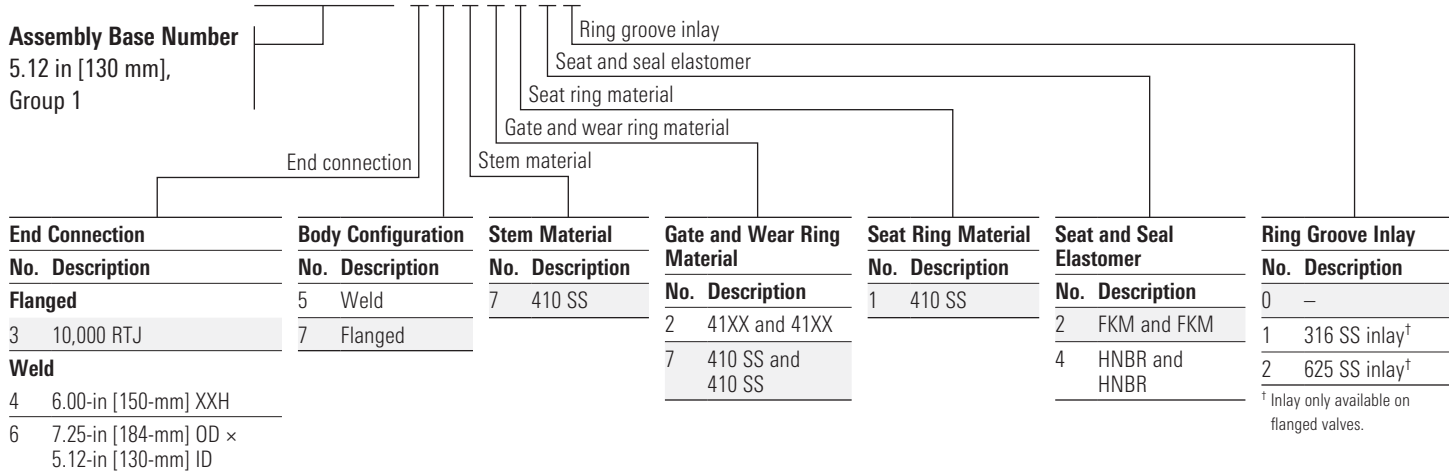 Assembly Base Number
5.12 in [130 mm],
Group 1
Ring groove inlay
Seat and seal elastomer
Seat ring material
Gate and wear ring material
End connection
Stem material
End Connection
No. Description
Flanged
3 10,000 RTJ
Weld
4 6.00-in [150-mm] XXH
6 7.25-in [184-mm] OD ×
5.12-in [130-mm] ID
Body Configuration
No. Description
5 Weld
7 Flanged
Stem Material
No. Description
7 410 SS
Gate and Wear Ring
Material
No. Description
2 41XX and 41XX
7 410 SS and
410 SS
Seat Ring Material
No. Description
1 410 SS
Seat and Seal
Elastomer
No. Description
2 FKM and FKM
4 HNBR and
HNBR
Ring Groove Inlay
No. Description
0 –
1 316 SS inlay†
2 625 SS inlay†
† Inlay only available on
flanged valves.